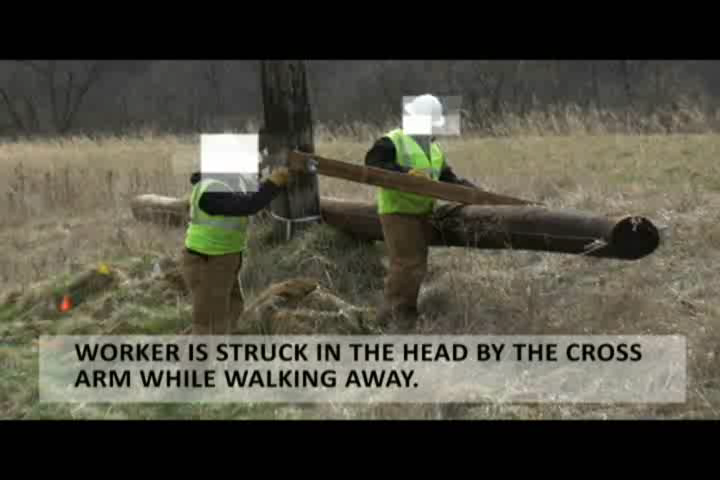 WORKER IS STRUCK IN THE HEAD BY THE CROSS
ARM WHILE WALKING AWAY.